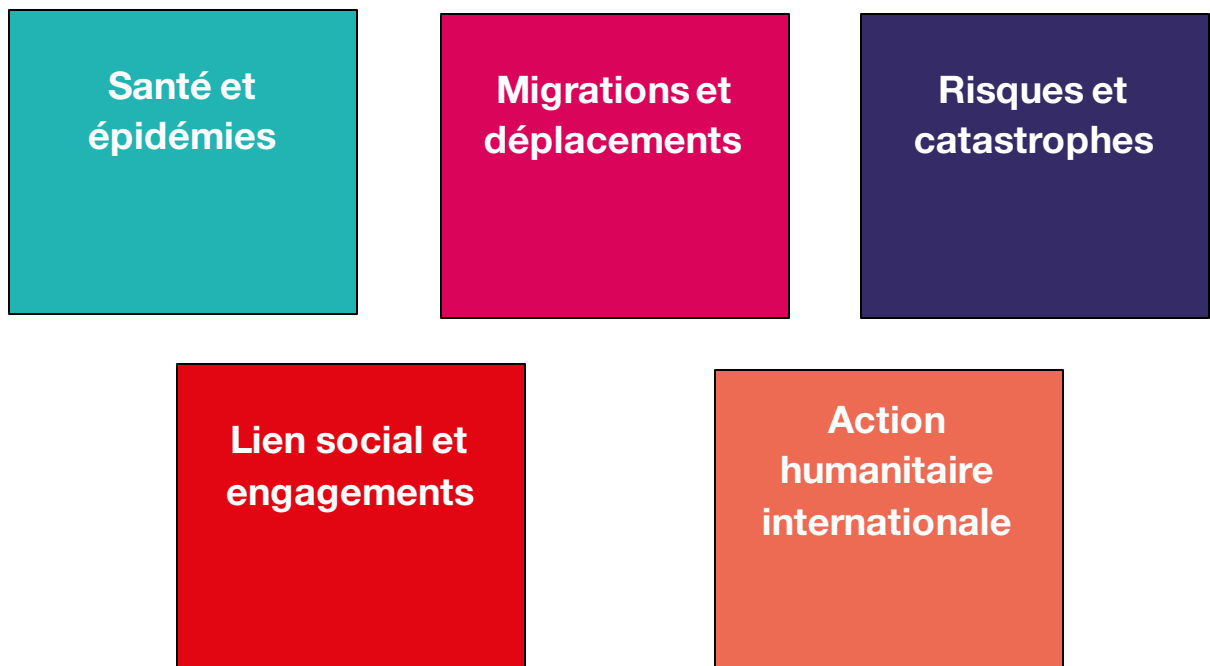 Santé et
épidémies
Migrations et
déplacements
Risques et
catastrophes
Lien social et
engagements
Action
humanitaire
internationale